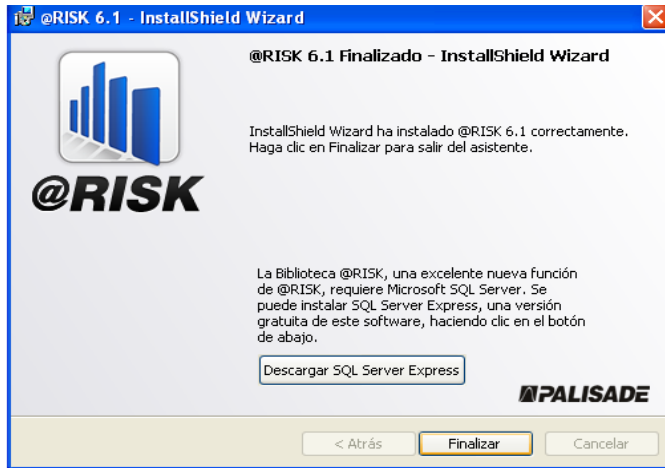 @RISK 6.1 - InstallShield Wizard
@RISK 6.1 Finalizado - InstallShield Wizard
InstallShield Wizard ha instalado @RISK 6.1 correctamente.
Haga clic en Finalizar para salir del asistente.
@RISK
La Biblioteca @RISK, una excelente nueva función
de @RISK, requiere Microsoft SQL Server. Se
puede instalar SQL Server Express, una versión
gratuita de este software, haciendo clic en el botón
de abajo.
Descargar SQL Server Express
PALISADE
< Atrás
Finalizar
Cancelar